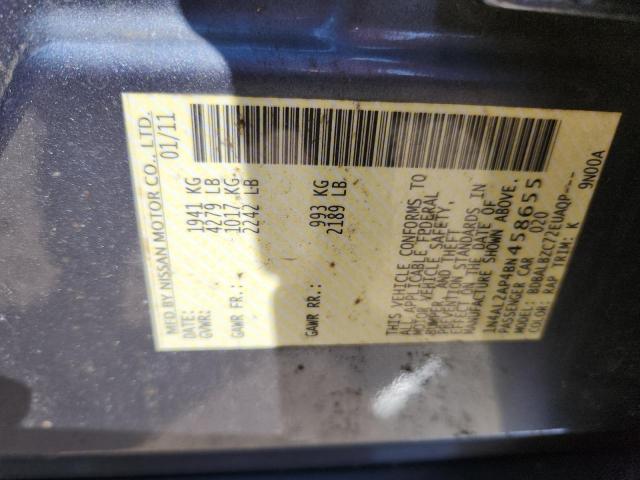 MFD BY NISSAN MOTOR CO., LTD.
DATE: 01/11
GVWR: 1941 KG
4279 LB
GAWR FR: 1017 KG
2242 LB
GAWR RR: 993 KG
2189 LB
THIS VEHICLE CONFORMS TO
ALL APPLICABLE FEDERAL
MOTOR VEHICLE SAFETY,
BUMPER, AND THEFT
PREVENTION STANDARDS IN
EFFECT ON THE DATE OF
MANUFACTURE SHOWN ABOVE.
1N4AL2AP4BN458655
PASSENGER CAR 020
MODEL: BDBALBZC72EUAQP----
COLOR: RAP TRIM: K 9N00A